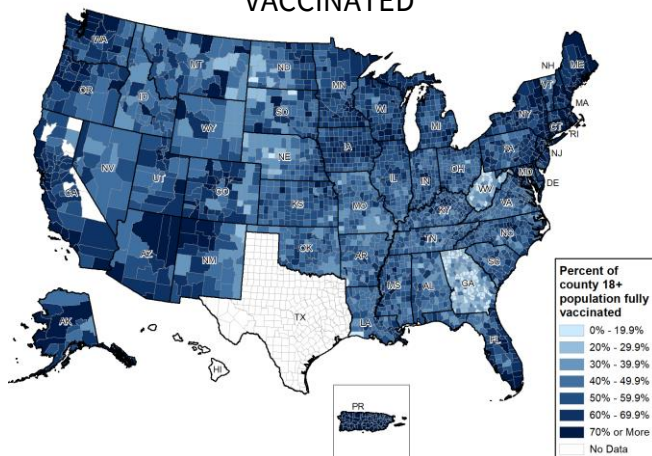 VACCINATED
WA
MT
ND
MN
NH
ME
VT
OR
ID
SD
WI
NY
MA
WY
MI
CT
RI
IA
PA
NJ
NE
OH
NV
UT
IL
IN
MD
DE
CO
WV
CA
VA
KS
MO
KY
NC
TN
AZ
OK
NM
AR
SC
MS
AL
GA
TX
LA
AK
FL
HI
PR
Percent of
county 18+
population fully
vaccinated
0% - 19.9%
20% - 29.9%
30% - 39.9%
40% - 49.9%
50% - 59.9%
60% - 69.9%
70% or More
No Data